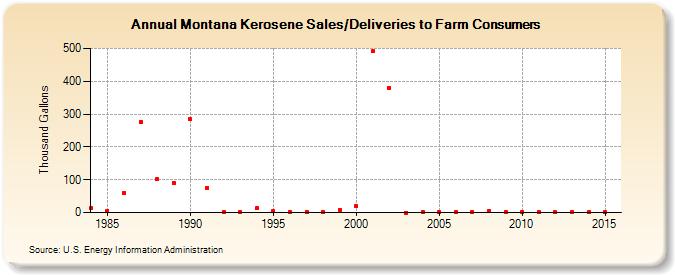 Annual Montana Kerosene Sales/Deliveries to Farm Consumers
Thousand Gallons
500
400
300
200
100
0
1985 1990 1995 2000 2005 2010 2015
Source: U.S. Energy Information Administration